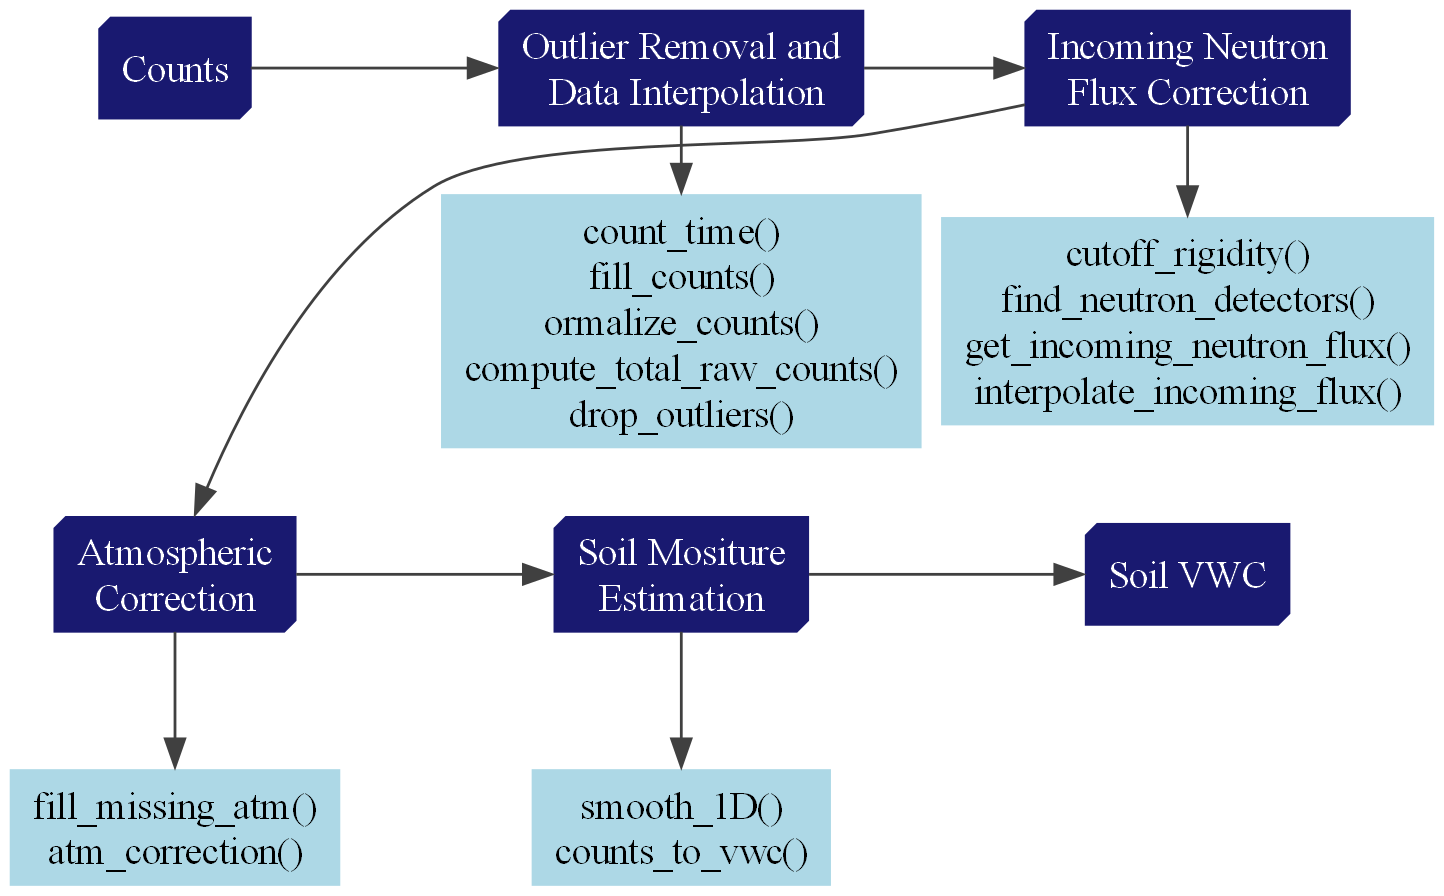 Counts
Outlier Removal and
Data Interpolation
Incoming Neutron
Flux Correction
count_time()
fill_counts()
ormalize_counts()
compute_total_raw_counts()
drop_outliers()
cutoff_rigidity()
find_neutron_detectors()
get_incoming_neutron_flux()
interpolate_incoming_flux()
Atmospheric
Correction
Soil Mositure
Estimation
Soil VWC
fill_missing_atm()
atm_correction()
smooth_1D()
counts_to_vwc()